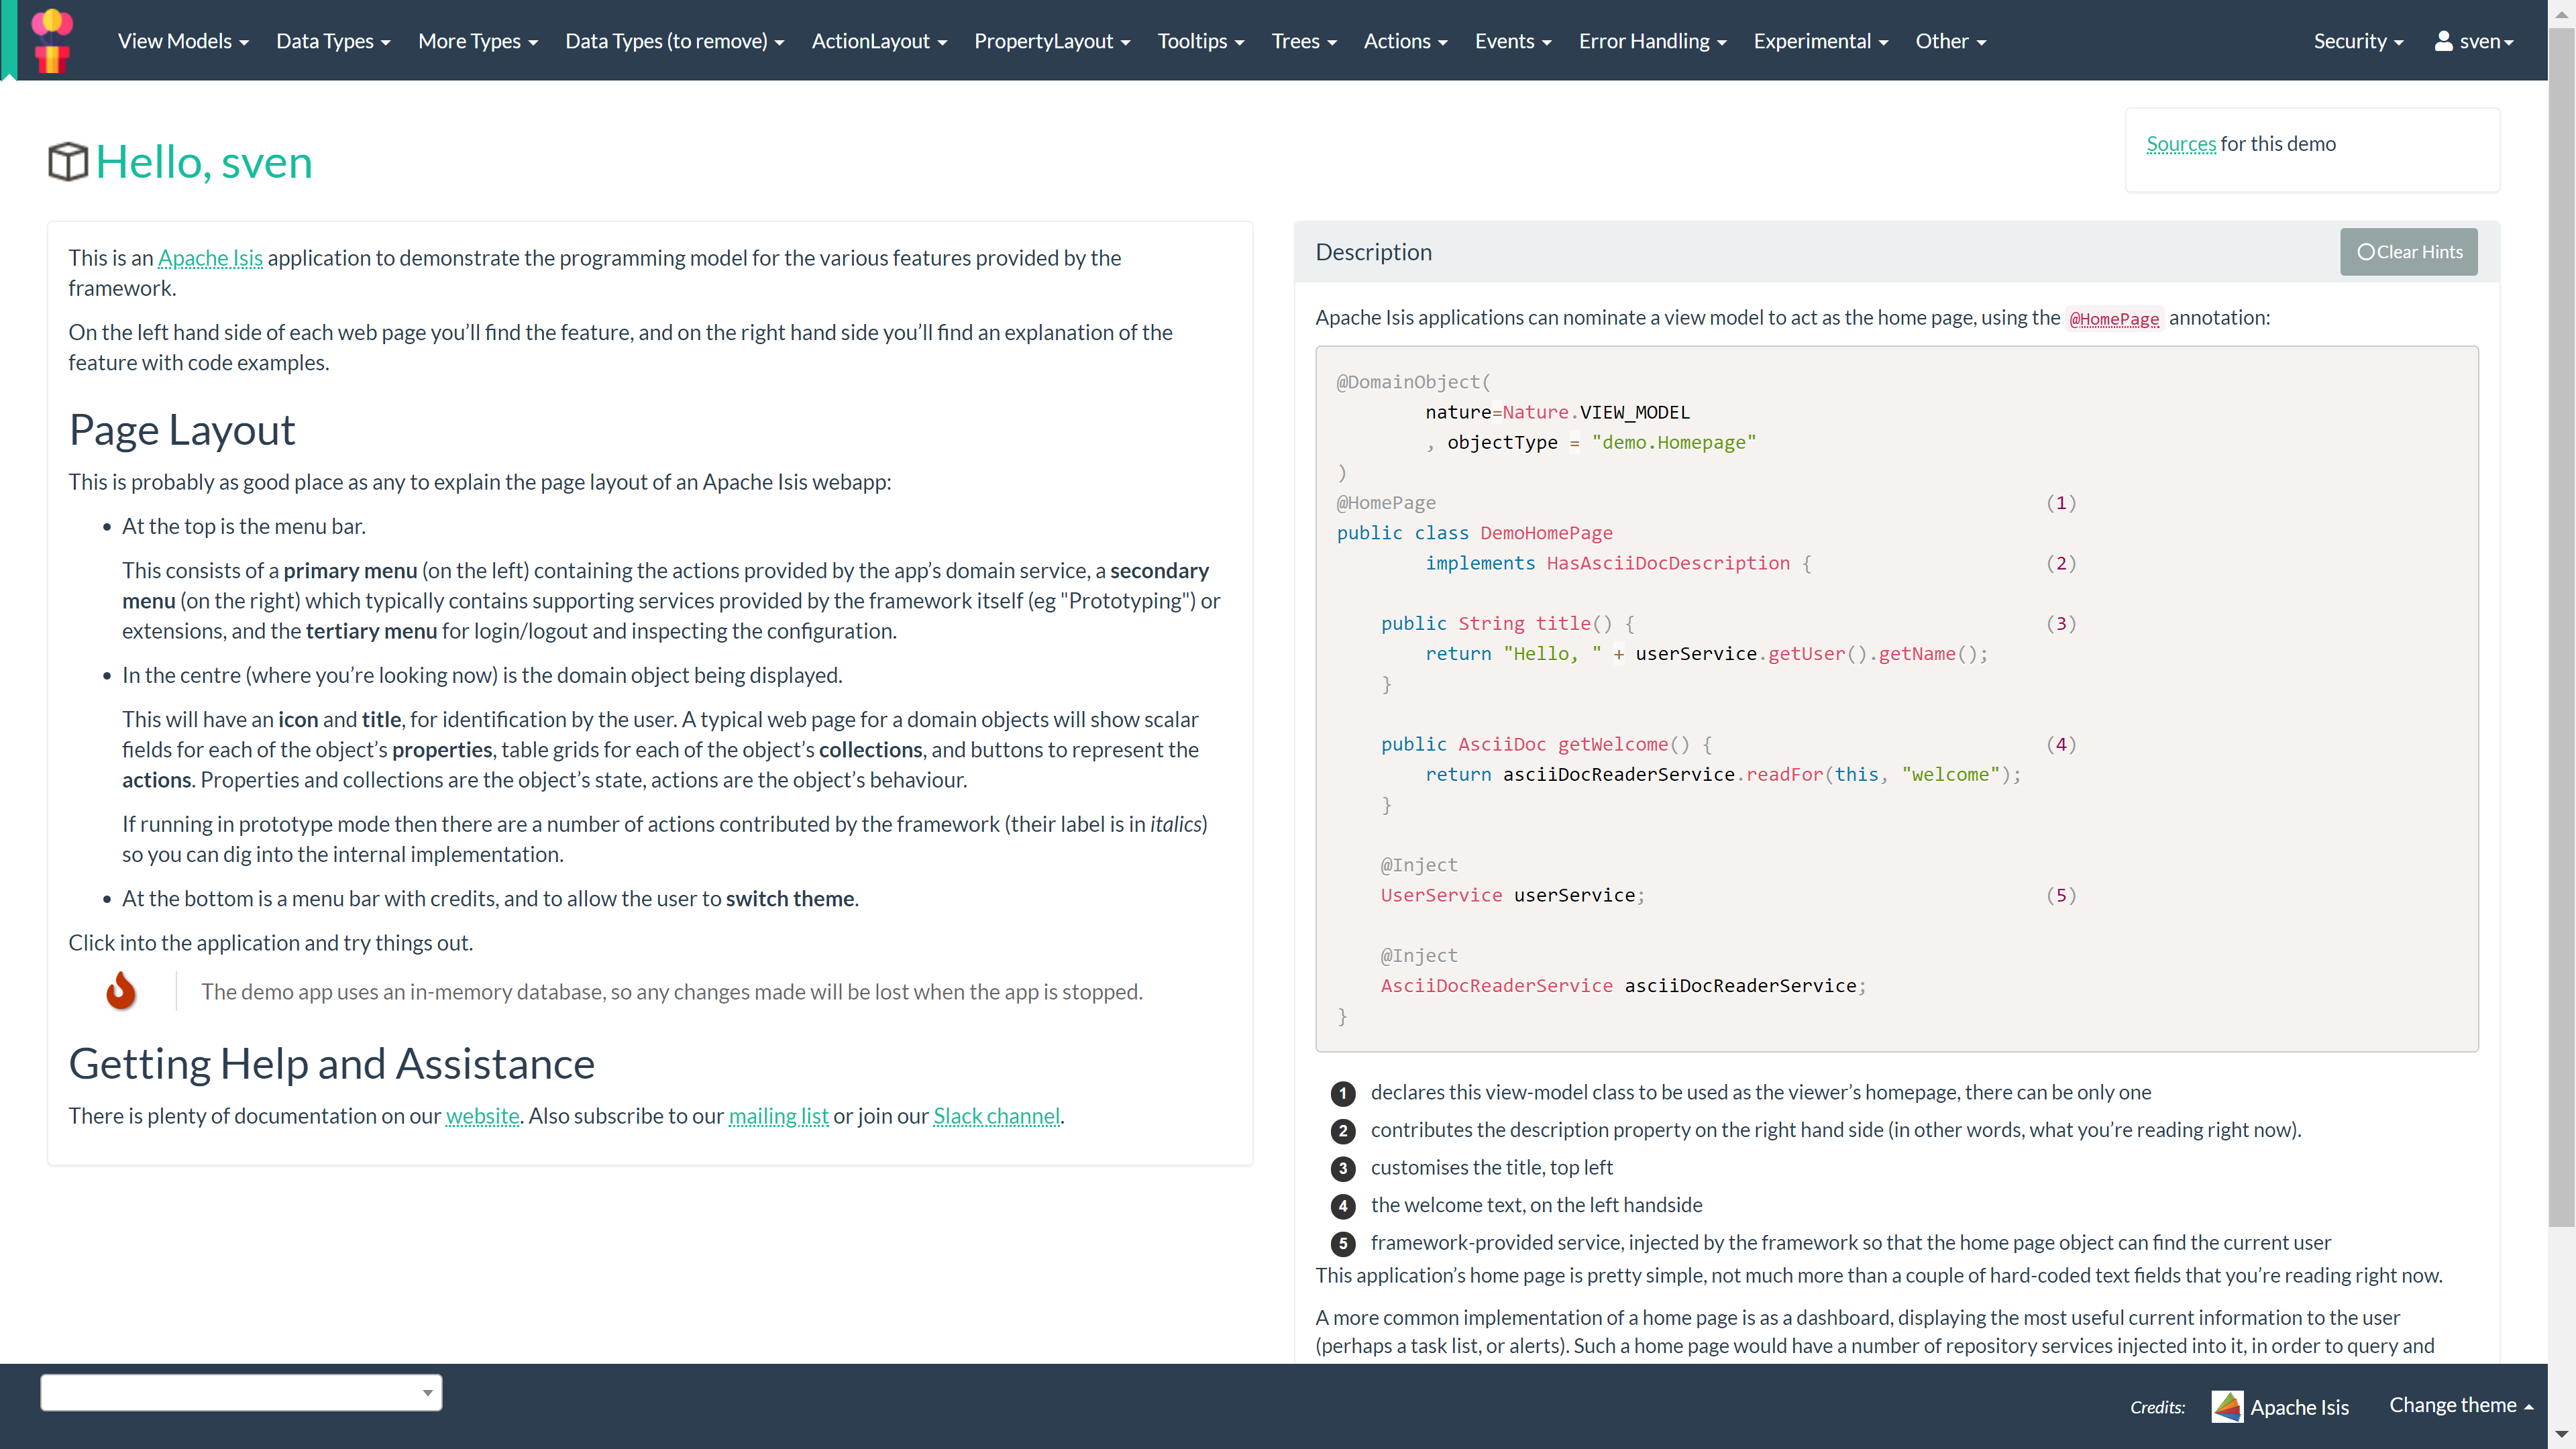 View Models Data Types More Types Data Types (to remove) ActionLayout PropertyLayout Tooltips Trees Actions Events Error Handling Experimental Other Security sven
Hello, sven
Sources for this demo
This is an Apache Isis application to demonstrate the programming model for the various features provided by the
framework.
On the left hand side of each web page you’ll find the feature, and on the right hand side you’ll find an explanation of the
feature with code examples.
Page Layout
This is probably as good place as any to explain the page layout of an Apache Isis webapp:
• At the top is the menu bar.
This consists of a primary menu (on the left) containing the actions provided by the app’s domain service, a secondary
menu (on the right) which typically contains supporting services provided by the framework itself (eg "Prototyping") or
extensions, and the tertiary menu for login/logout and inspecting the configuration.
• In the centre (where you’re looking now) is the domain object being displayed.
This will have an icon and title, for identification by the user. A typical web page for a domain objects will show scalar
fields for each of the object’s properties, table grids for each of the object’s collections, and buttons to represent the
actions. Properties and collections are the object’s state, actions are the object’s behaviour.
If running in prototype mode then there are a number of actions contributed by the framework (their label is in italics)
so you can dig into the internal implementation.
• At the bottom is a menu bar with credits, and to allow the user to switch theme.
Click into the application and try things out.
The demo app uses an in-memory database, so any changes made will be lost when the app is stopped.
Getting Help and Assistance
There is plenty of documentation on our website. Also subscribe to our mailing list or join our Slack channel.
Description
Clear Hints
Apache Isis applications can nominate a view model to act as the home page, using the @HomePage annotation:
@DomainObject(
nature=Nature.VIEW_MODEL
, objectType = "demo.Homepage"
)
@HomePage (1)
public class DemoHomePage
implements HasAsciiDocDescription { (2)
public String title() { (3)
return "Hello, " + userService.getUser().getName();
}
public AsciiDoc getWelcome() { (4)
return asciiDocReaderService.readFor(this, "welcome");
}
@Inject
UserService userService; (5)
@Inject
AsciiDocReaderService asciiDocReaderService;
}
1 declares this view-model class to be used as the viewer’s homepage, there can be only one
2 contributes the description property on the right hand side (in other words, what you’re reading right now).
3 customises the title, top left
4 the welcome text, on the left handside
5 framework-provided service, injected by the framework so that the home page object can find the current user
This application’s home page is pretty simple, not much more than a couple of hard-coded text fields that you’re reading right now.
A more common implementation of a home page is as a dashboard, displaying the most useful current information to the user
(perhaps a task list, or alerts). Such a home page would have a number of repository services injected into it, in order to query and
Credits: Apache Isis Change theme